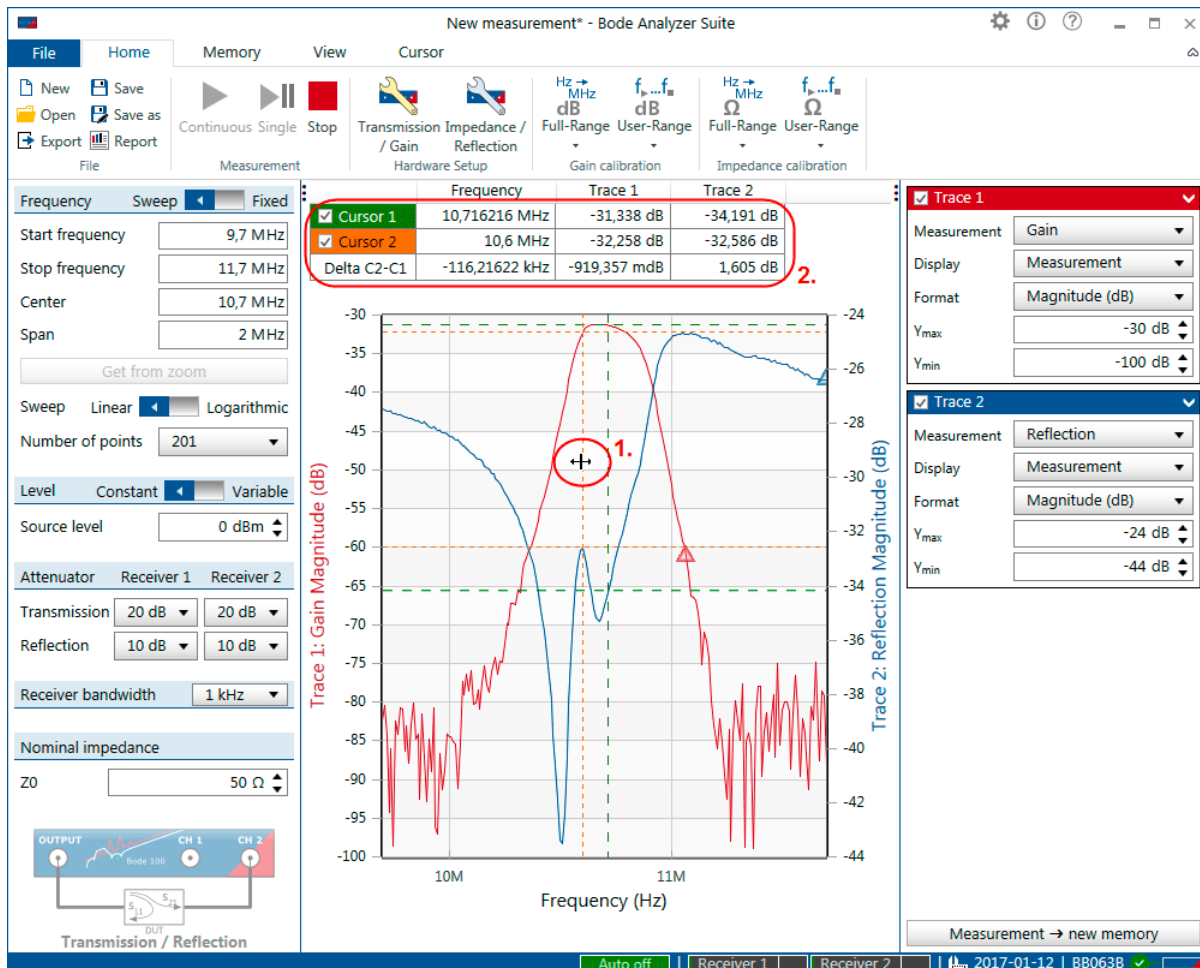 New measurement* - Bode Analyzer Suite
File Home Memory View Cursor
New Save
Open Save as
Export Report
File
Continuous Single Stop
Measurement
Transmission / Gain
Impedance / Reflection
Hardware Setup
Hz → MHz dB
Full-Range
f▸...f■ dB
User-Range
Gain calibration
Hz → MHz Ω
Full-Range
f▸...f■ Ω
User-Range
Impedance calibration
Frequency Sweep Fixed
Start frequency 9,7 MHz
Stop frequency 11,7 MHz
Center 10,7 MHz
Span 2 MHz
Get from zoom
Sweep Linear Logarithmic
Number of points 201
Level Constant Variable
Source level 0 dBm
Attenuator Receiver 1 Receiver 2
Transmission 20 dB 20 dB
Reflection 10 dB 10 dB
Receiver bandwidth 1 kHz
Nominal impedance
Z0 50 Ω
OUTPUT CH 1 CH 2
Bode 100
S11 S21
DUT
Transmission / Reflection
Frequency Trace 1 Trace 2
Cursor 1 10,716216 MHz -31,338 dB -34,191 dB
Cursor 2 10,6 MHz -32,258 dB -32,586 dB
Delta C2-C1 -116,21622 kHz -919,357 mdB 1,605 dB
2.
1.
Trace 1: Gain Magnitude (dB)
-30
-35
-40
-45
-50
-55
-60
-65
-70
-75
-80
-85
-90
-95
-100
-24
-26
-28
-30
-32
-34
-36
-38
-40
-42
-44
Trace 2: Reflection Magnitude (dB)
10M 11M
Frequency (Hz)
Trace 1
Measurement Gain
Display Measurement
Format Magnitude (dB)
Ymax -30 dB
Ymin -100 dB
Trace 2
Measurement Reflection
Display Measurement
Format Magnitude (dB)
Ymax -24 dB
Ymin -44 dB
Measurement → new memory
Auto off | Receiver 1 Receiver 2 | 2017-01-12 | BB063B